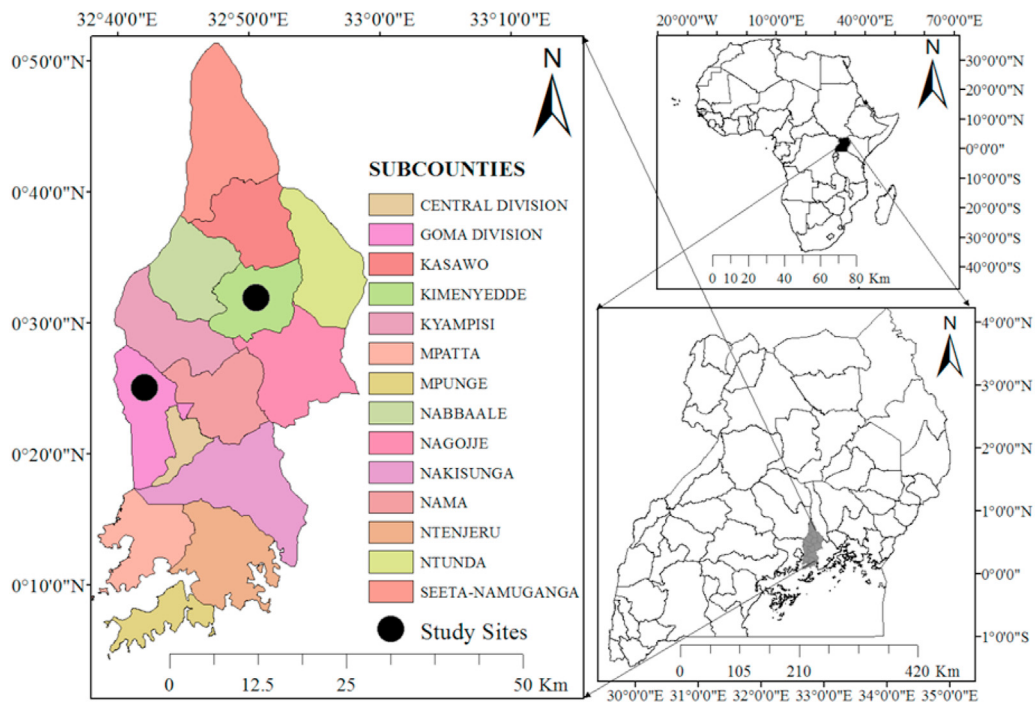 32°40'0"E 32°50'0"E 33°0'0"E 33°10'0"E
0°50'0"N
0°40'0"N
0°30'0"N
0°20'0"N
0°10'0"N
N
SUBCOUNTIES
CENTRAL DIVISION
GOMA DIVISION
KASAWO
KIMENYEDDE
KYAMPISI
MPATTA
MPUNGE
NABBAALE
NAGOJJE
NAKISUNGA
NAMA
NTENJERU
NTUNDA
SEETA-NAMUGANGA
Study Sites
0 12.5 25 50 Km
20°0'0"W 10°0'0"E 40°0'0"E 70°0'0"E
N
30°0'0"N
20°0'0"N
10°0'0"N
0°0'0"
10°0'0"S
20°0'0"S
30°0'0"S
40°0'0"S
0 10 20 40 60 80 Km
N
4°0'0"N
3°0'0"N
2°0'0"N
1°0'0"N
0°0'0"
1°0'0"S
0 105 210 420 Km
30°0'0"E 31°0'0"E 32°0'0"E 33°0'0"E 34°0'0"E 35°0'0"E